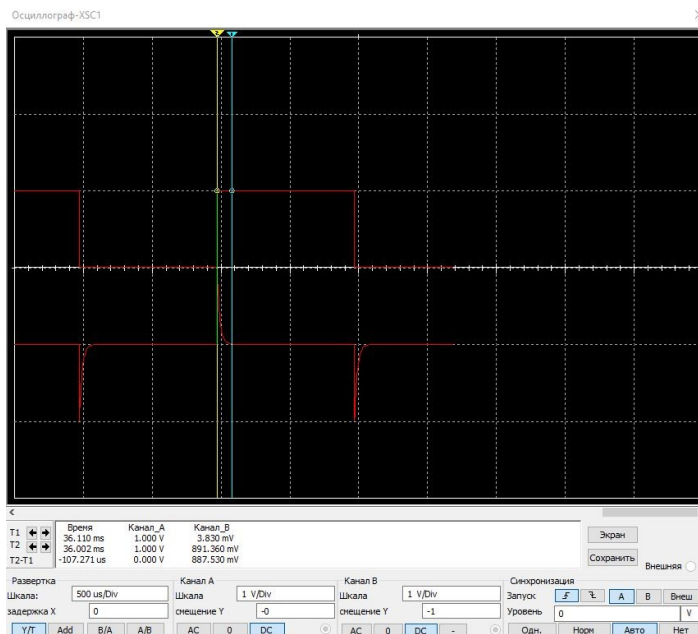 Осциллограф-XSC1
2 1
T1 Время Канал_A Канал_B
36.110 ms 1.000 V 3.830 mV
T2 36.002 ms 1.000 V 891.360 mV
T2-T1 -107.271 us 0.000 V 887.530 mV
Экран
Сохранить
Внешняя
Развертка Канал A Канал B Синхронизация
Шкала: 500 us/Div Шкала 1 V/Div Шкала 1 V/Div Запуск A B Внеш
задержка X 0 смещение Y -0 смещение Y -1 Уровень 0 V
Y/T Add B/A A/B AC 0 DC AC 0 DC - Одн. Норм Авто Нет